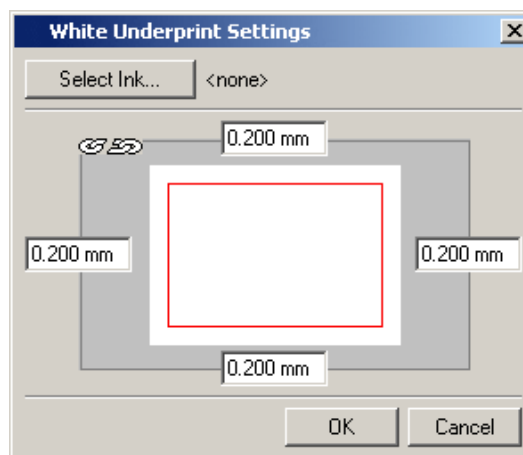 White Underprint Settings
Select Ink... <none>
0.200 mm
0.200 mm 0.200 mm
0.200 mm
OK Cancel